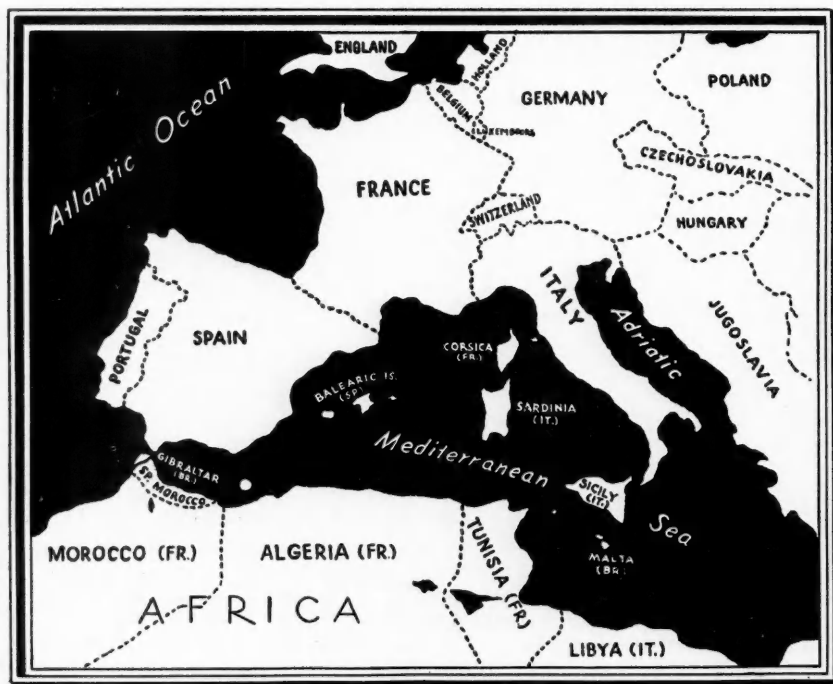 ENGLAND
HOLLAND
POLAND
BELGIUM
GERMANY
LUXEMBOURG
Atlantic Ocean
CZECHOSLOVAKIA
FRANCE
SWITZERLAND
HUNGARY
ITALY
JUGOSLAVIA
PORTUGAL
SPAIN
CORSICA
(FR.)
Adriatic
BALEARIC IS.
(SP.)
SARDINIA
(IT.)
Mediterranean
Sea
GIBRALTAR
(BR.)
SP. MOROCCO
SICILY
(IT.)
MALTA
(BR.)
MOROCCO (FR.)
ALGERIA (FR.)
TUNISIA (FR.)
AFRICA
LIBYA (IT.)